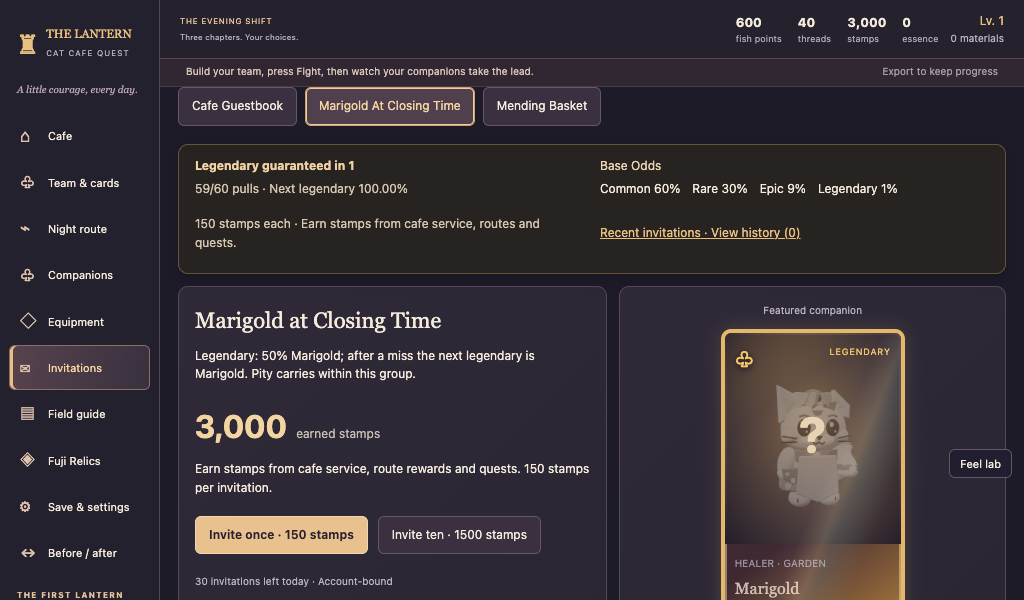 THE LANTERN
CAT CAFE QUEST
A little courage, every day.
Cafe
Team & cards
Night route
Companions
Equipment
Invitations
Field guide
Fuji Relics
Save & settings
Before / after
THE FIRST LANTERN
THE EVENING SHIFT
Three chapters. Your choices.
600
fish points
40
threads
3,000
stamps
0
essence
Lv. 1
0 materials
Build your team, press Fight, then watch your companions take the lead.
Export to keep progress
Cafe Guestbook
Marigold At Closing Time
Mending Basket
Legendary guaranteed in 1
59/60 pulls · Next legendary 100.00%
150 stamps each · Earn stamps from cafe service, routes and
quests.
Base Odds
Common 60% Rare 30% Epic 9% Legendary 1%
Recent invitations · View history (0)
Marigold at Closing Time
Legendary: 50% Marigold; after a miss the next legendary is
Marigold. Pity carries within this group.
3,000 earned stamps
Earn stamps from cafe service, route rewards and quests. 150 stamps
per invitation.
Invite once · 150 stamps
Invite ten · 1500 stamps
30 invitations left today · Account-bound
Featured companion
LEGENDARY
?
HEALER · GARDEN
Marigold
Feel lab